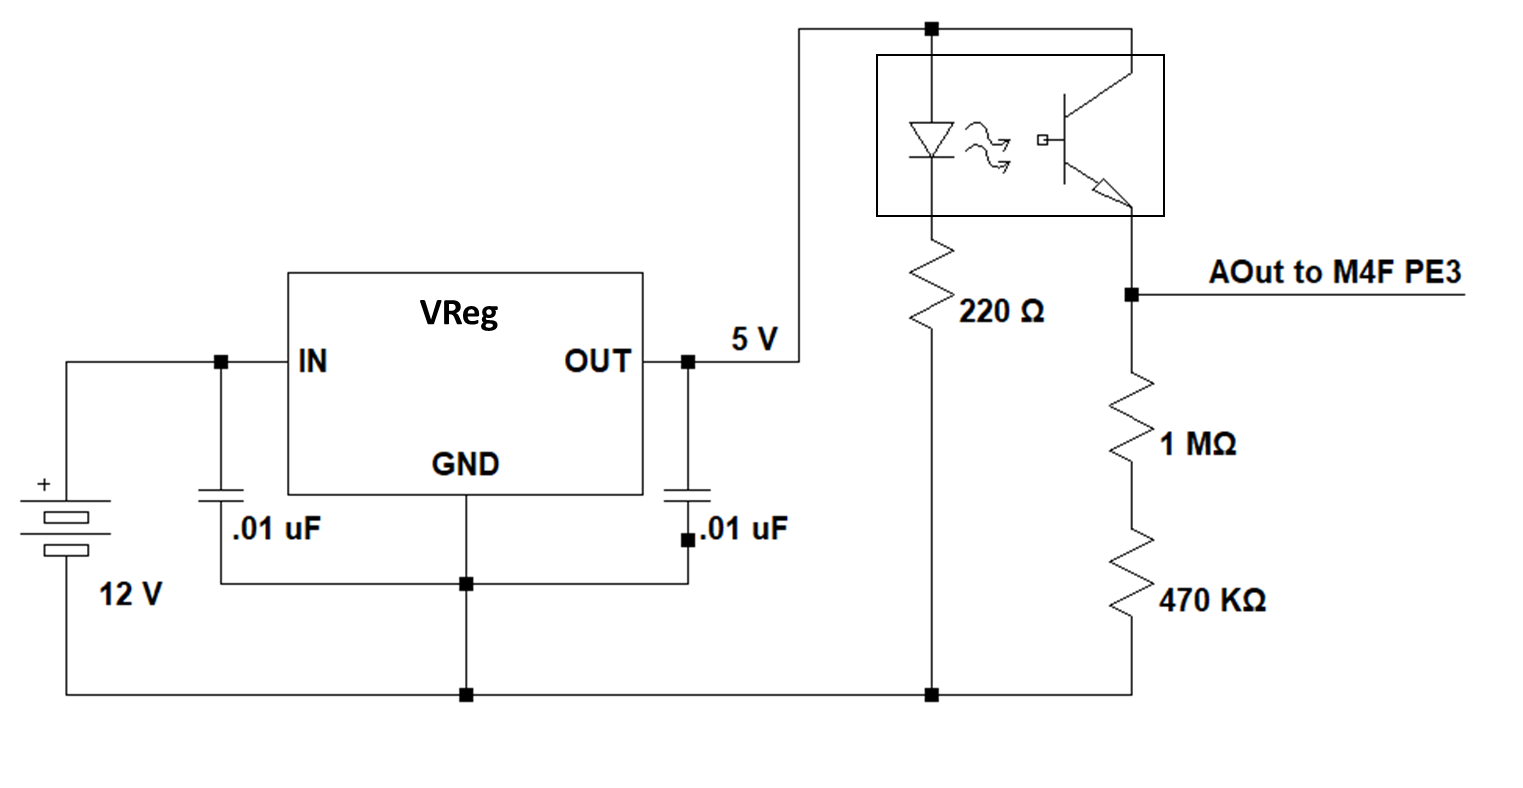 AOut to M4F PE3
220 Ω
VReg
5 V
IN
OUT
1 MΩ
GND
+
.01 uF
.01 uF
12 V
470 KΩ